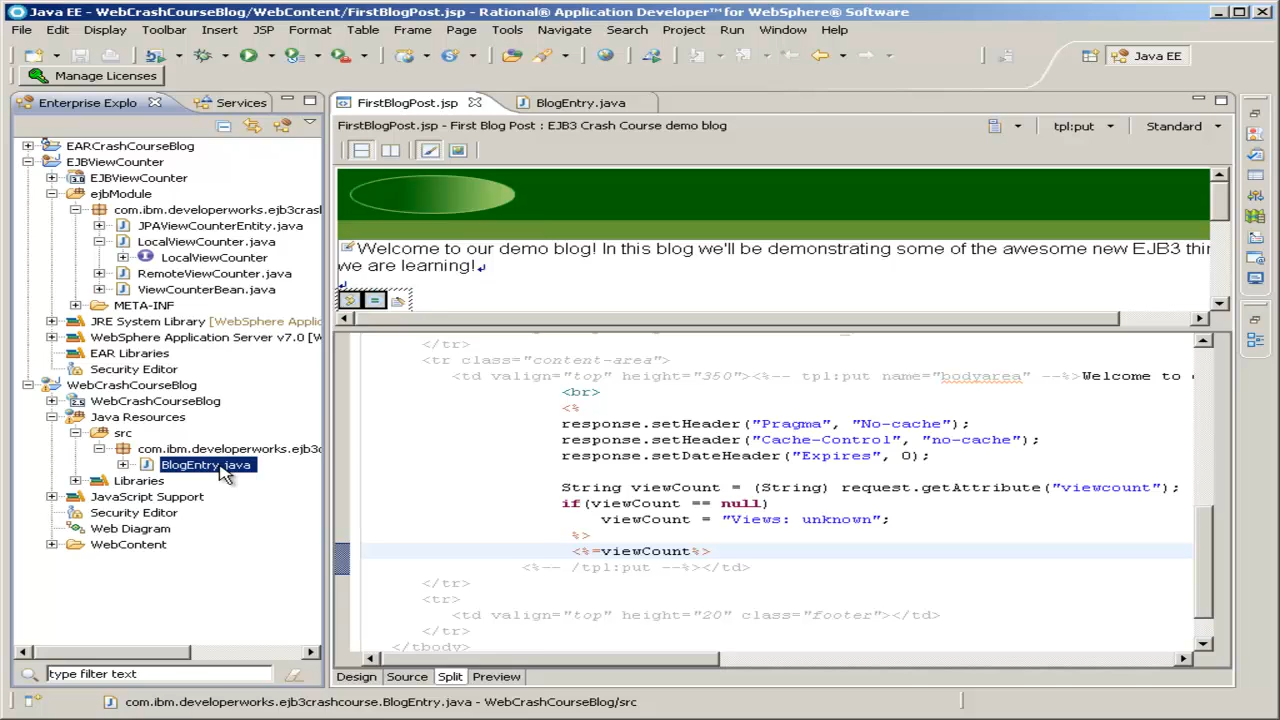 Java EE - WebCrashCourseBlog/WebContent/FirstBlogPost.jsp - Rational® Application Developer™ for WebSphere® Software
File Edit Display Toolbar Insert JSP Format Table Frame Page Tools Navigate Search Project Run Window Help
Java EE
Manage Licenses
Enterprise Explo
Services
FirstBlogPost.jsp
BlogEntry.java
FirstBlogPost.jsp - First Blog Post : EJB3 Crash Course demo blog
tpl:put
Standard
EARCrashCourseBlog
EJBViewCounter
EJBViewCounter
ejbModule
com.ibm.developerworks.ejb3crash
JPAViewCounterEntity.java
LocalViewCounter.java
LocalViewCounter
RemoteViewCounter.java
ViewCounterBean.java
META-INF
JRE System Library [WebSphere Applic
WebSphere Application Server v7.0 [W
EAR Libraries
Security Editor
WebCrashCourseBlog
WebCrashCourseBlog
Java Resources
src
com.ibm.developerworks.ejb3c
BlogEntry.java
Libraries
JavaScript Support
Security Editor
Web Diagram
WebContent
type filter text
Welcome to our demo blog! In this blog we'll be demonstrating some of the awesome new EJB3 thin
we are learning!
</tr>
<tr class="content-area">
<td valign="top" height="350"><%-- tpl:put name="bodyarea" --%>Welcome to
<br>
<%
response.setHeader("Pragma", "No-cache");
response.setHeader("Cache-Control", "no-cache");
response.setDateHeader("Expires", 0);
String viewCount = (String) request.getAttribute("viewcount");
if(viewCount == null)
viewCount = "Views: unknown";
%>
<%=viewCount%>
<%-- /tpl:put --%></td>
</tr>
<tr>
<td valign="top" height="20" class="footer"></td>
</tr>
</tbody>
Design Source Split Preview
com.ibm.developerworks.ejb3crashcourse.BlogEntry.java - WebCrashCourseBlog/src